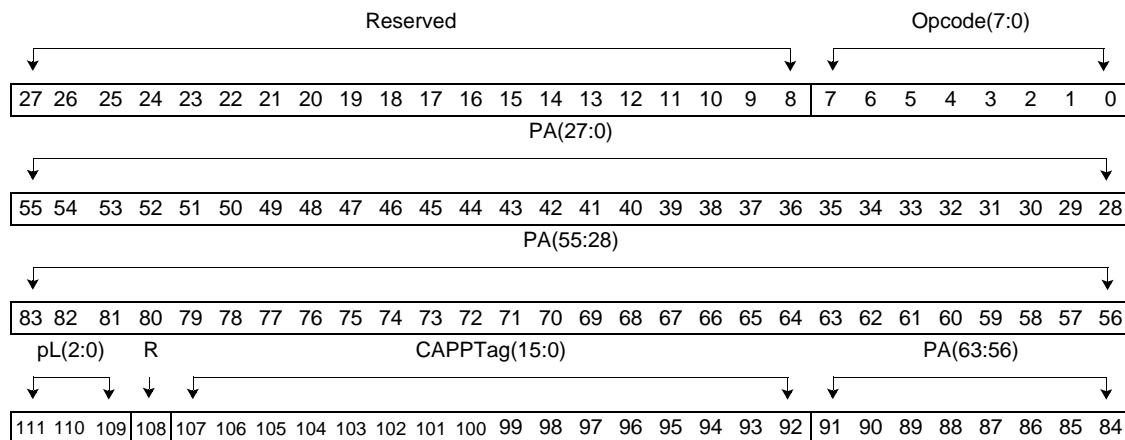 Reserved Opcode(7:0)
27 26 25 24 23 22 21 20 19 18 17 16 15 14 13 12 11 10 9 8 7 6 5 4 3 2 1 0
PA(27:0)
55 54 53 52 51 50 49 48 47 46 45 44 43 42 41 40 39 38 37 36 35 34 33 32 31 30 29 28
PA(55:28)
83 82 81 80 79 78 77 76 75 74 73 72 71 70 69 68 67 66 65 64 63 62 61 60 59 58 57 56
pL(2:0) R CAPPTag(15:0) PA(63:56)
111 110 109 108 107 106 105 104 103 102 101 100 99 98 97 96 95 94 93 92 91 90 89 88 87 86 85 84